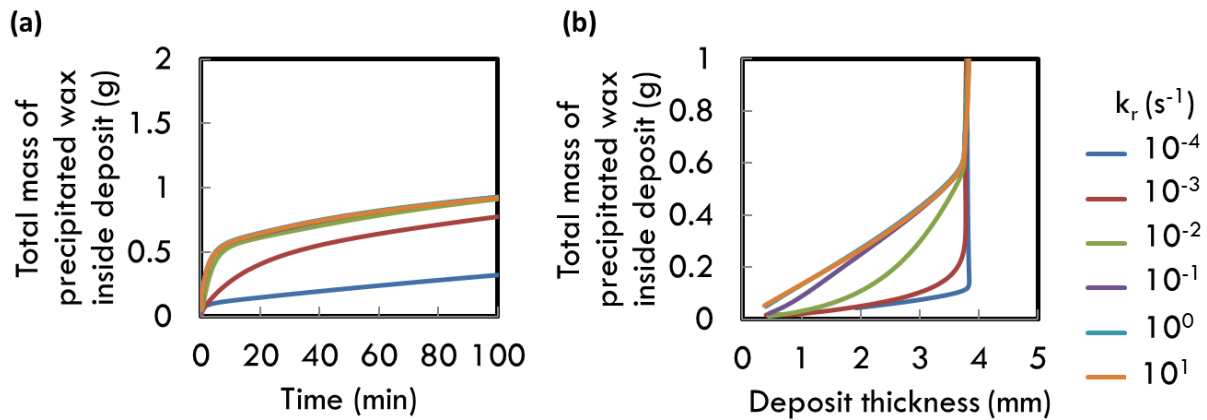 (a)
Total mass of
precipitated wax
inside deposit (g)
2
1.5
1
0.5
0
0 20 40 60 80 100
Time (min)
(b)
Total mass of
precipitated wax
inside deposit (g)
1
0.8
0.6
0.4
0.2
0
0 1 2 3 4 5
Deposit thickness (mm)
kᵣ (s⁻¹)
10⁻⁴
10⁻³
10⁻²
10⁻¹
10⁰
10¹